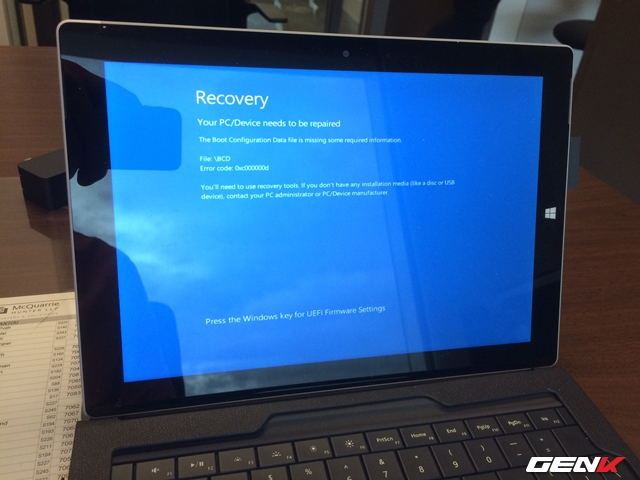 Recovery
Your PC/Device needs to be repaired
The Boot Configuration Data file is missing some required information.
File: \BCD
Error code: 0xc000000d
You'll need to use recovery tools. If you don't have any installation media (like a disc or USB
device), contact your PC administrator or PC/Device manufacturer.
Press the Windows key for UEFI Firmware Settings
McQuarrie
HUNTER LLP
PrtScn
Home
End
PgUp
PgDn
GENK